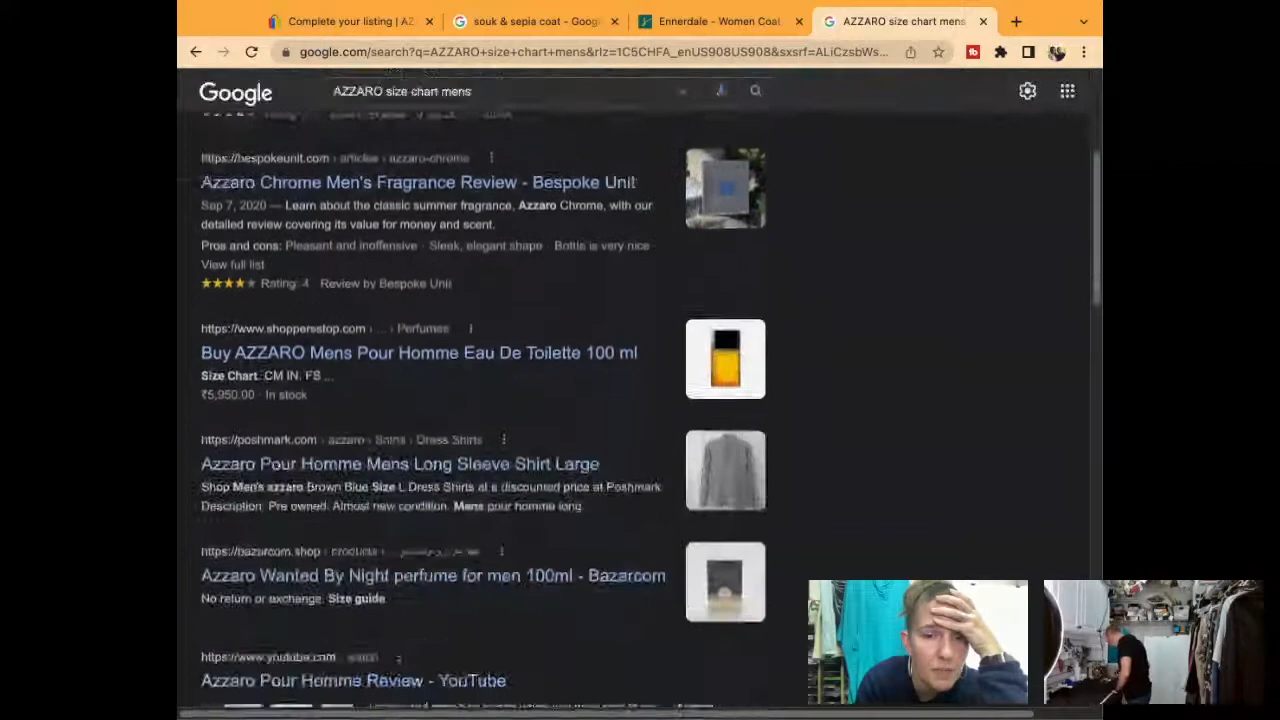 Complete your listing | AZ
souk & sepia coat - Goog
Ennerdale - Women Coat
AZZARO size chart mens
google.com/search?q=AZZARO+size+chart+mens&rlz=1C5CHFA_enUS908US908&sxsrf=ALiCzsbWs...
Google
AZZARO size chart mens
https://bespokeunit.com › articles › azzaro-chrome
Azzaro Chrome Men's Fragrance Review - Bespoke Unit
Sep 7, 2020 — Learn about the classic summer fragrance, Azzaro Chrome, with our
detailed review covering its value for money and scent.
Pros and cons: Pleasant and inoffensive · Sleek, elegant shape · Bottle is very nice
View full list
Rating: 4 · Review by Bespoke Unit
https://www.shoppersstop.com › ... › Perfumes
Buy AZZARO Mens Pour Homme Eau De Toilette 100 ml
Size Chart. CM IN. FS ...
₹5,950.00 · In stock
https://poshmark.com › azzaro › Shirts › Dress Shirts
Azzaro Pour Homme Mens Long Sleeve Shirt Large
Shop Men's azzaro Brown Blue Size L Dress Shirts at a discounted price at Poshmark
Description: Pre owned. Almost new condition. Mens pour homme long
https://bazarcom.shop › products ›
Azzaro Wanted By Night perfume for men 100ml - Bazarcom
No return or exchange. Size guide
https://www.youtube.com › watch
Azzaro Pour Homme Review - YouTube